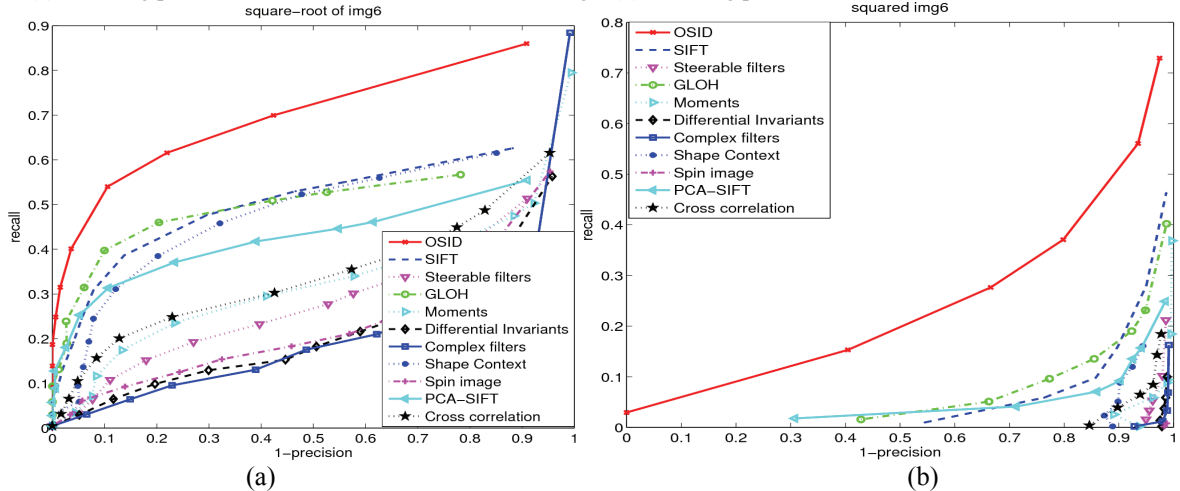 square-root of img6
0.9
0.8
0.7
0.6
0.5
0.4
0.3
0.2
0.1
0
recall
0 0.1 0.2 0.3 0.4 0.5 0.6 0.7 0.8 0.9 1
1-precision
OSID
SIFT
Steerable filters
GLOH
Moments
Differential Invariants
Complex filters
Shape Context
Spin image
PCA-SIFT
Cross correlation
(a)
squared img6
0.8
0.7
0.6
0.5
0.4
0.3
0.2
0.1
0
recall
0 0.1 0.2 0.3 0.4 0.5 0.6 0.7 0.8 0.9 1
1-precision
OSID
SIFT
Steerable filters
GLOH
Moments
Differential Invariants
Complex filters
Shape Context
Spin image
PCA-SIFT
Cross correlation
(b)